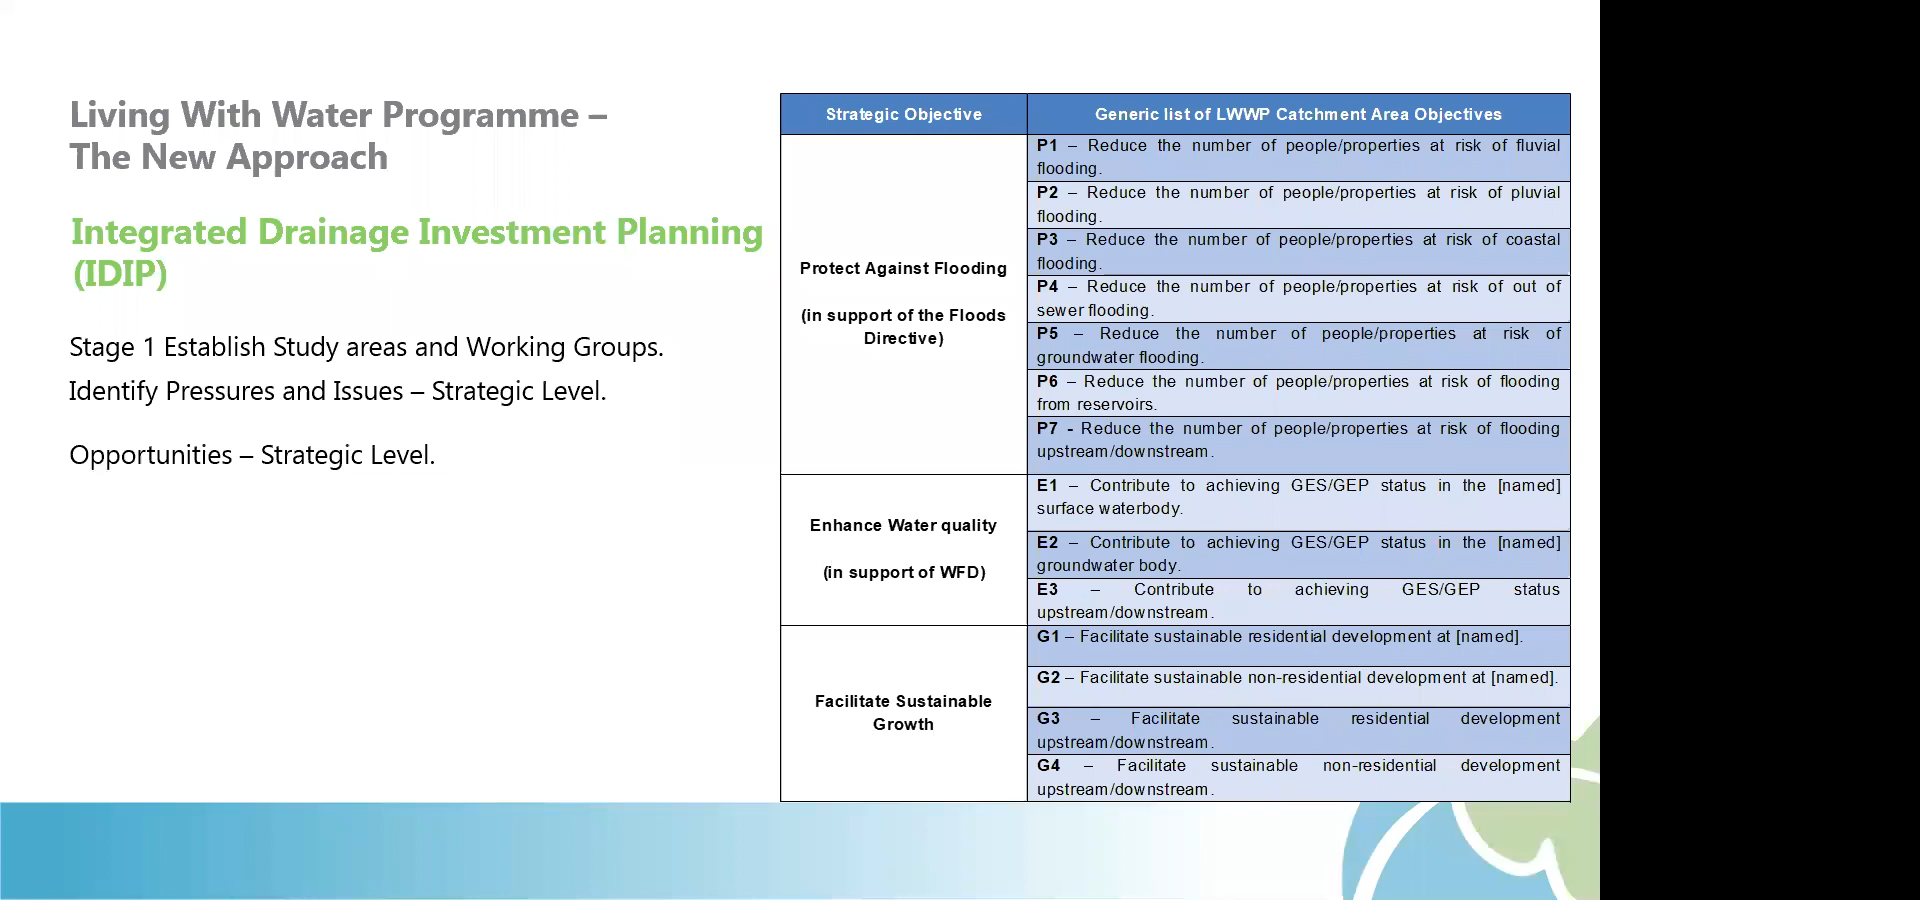 Living With Water Programme –
The New Approach
Integrated Drainage Investment Planning
(IDIP)
Stage 1 Establish Study areas and Working Groups.
Identify Pressures and Issues – Strategic Level.
Opportunities – Strategic Level.
Strategic Objective
Generic list of LWWP Catchment Area Objectives
Protect Against Flooding
(in support of the Floods
Directive)
P1 – Reduce the number of people/properties at risk of fluvial
flooding.
P2 – Reduce the number of people/properties at risk of pluvial
flooding.
P3 – Reduce the number of people/properties at risk of coastal
flooding.
P4 – Reduce the number of people/properties at risk of out of
sewer flooding.
P5 – Reduce the number of people/properties at risk of
groundwater flooding.
P6 – Reduce the number of people/properties at risk of flooding
from reservoirs.
P7 - Reduce the number of people/properties at risk of flooding
upstream/downstream.
Enhance Water quality
(in support of WFD)
E1 – Contribute to achieving GES/GEP status in the [named]
surface waterbody.
E2 – Contribute to achieving GES/GEP status in the [named]
groundwater body.
E3 – Contribute to achieving GES/GEP status
upstream/downstream.
Facilitate Sustainable
Growth
G1 – Facilitate sustainable residential development at [named].
G2 – Facilitate sustainable non-residential development at [named].
G3 – Facilitate sustainable residential development
upstream/downstream.
G4 – Facilitate sustainable non-residential development
upstream/downstream.